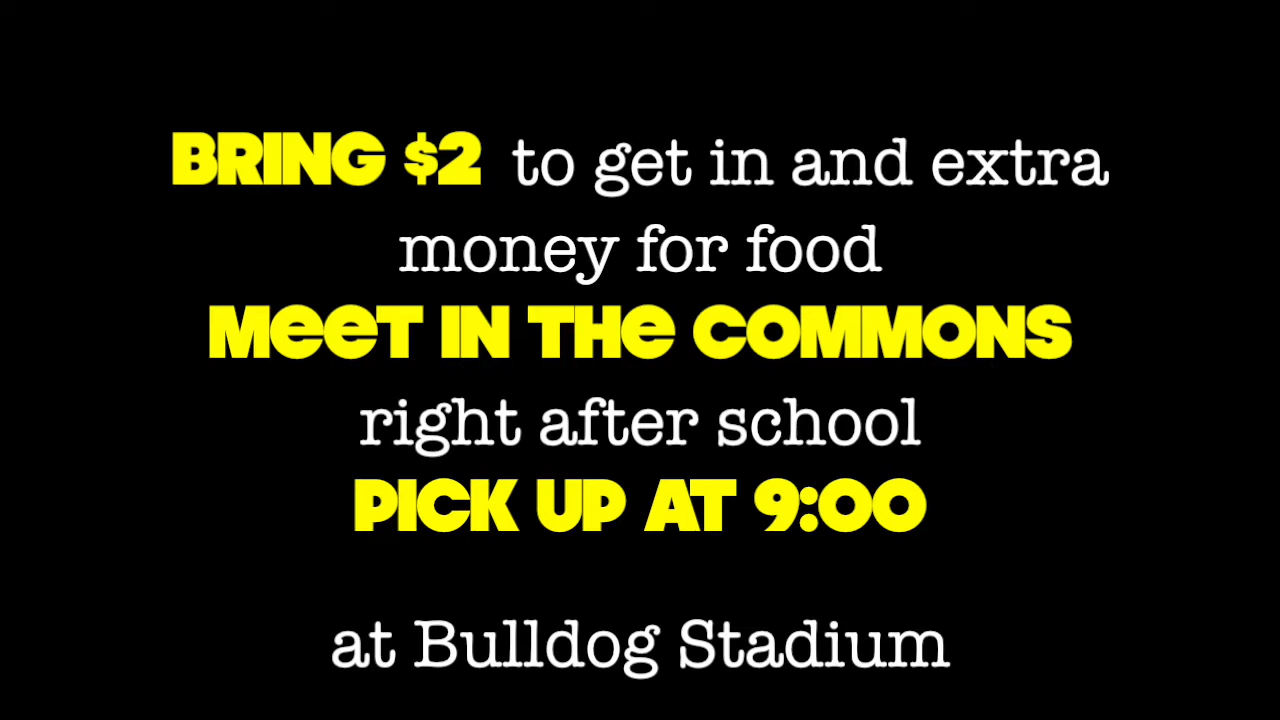 BRING $2 to get in and extra
money for food
MEET IN THE COMMONS
right after school
PICK UP AT 9:00
at Bulldog Stadium